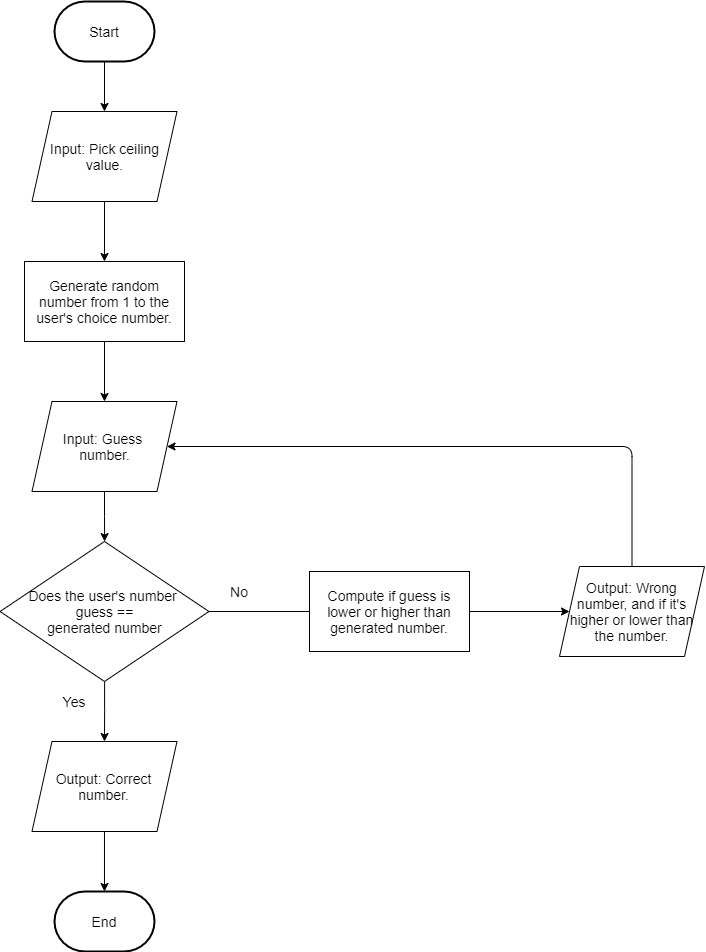 Start
Input: Pick ceiling
value.
Generate random
number from 1 to the
user's choice number.
Input: Guess
number.
Does the user's number
guess ==
generated number
No
Compute if guess is
lower or higher than
generated number.
Output: Wrong
number, and if it's
higher or lower than
the number.
Yes
Output: Correct
number.
End